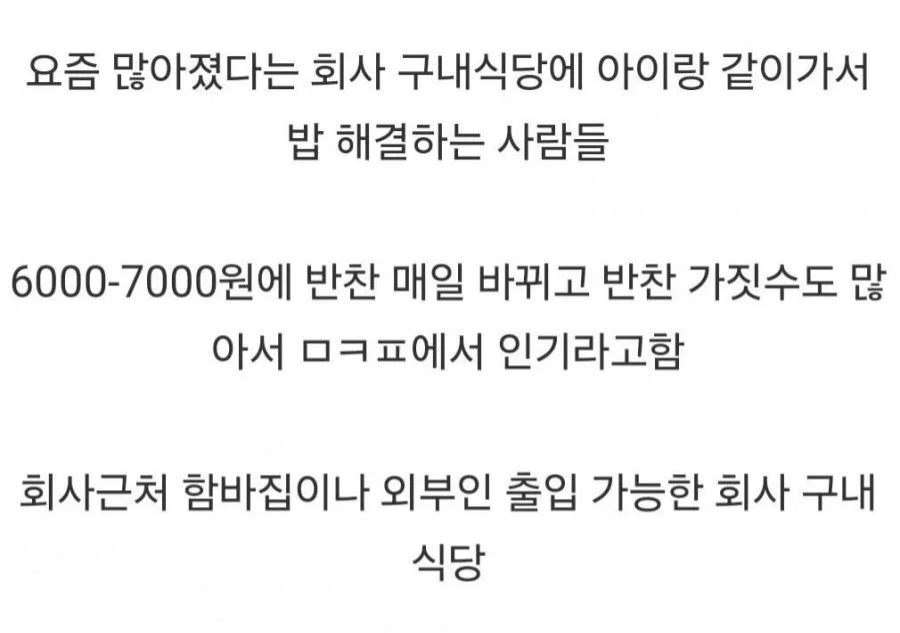 요즘 많아졌다는 회사 구내식당에 아이랑 같이가서
밥 해결하는 사람들
6000-7000원에 반찬 매일 바뀌고 반찬 가짓수도 많
아서 ㅁㅋㅍ에서 인기라고함
회사근처 함바집이나 외부인 출입 가능한 회사 구내
식당